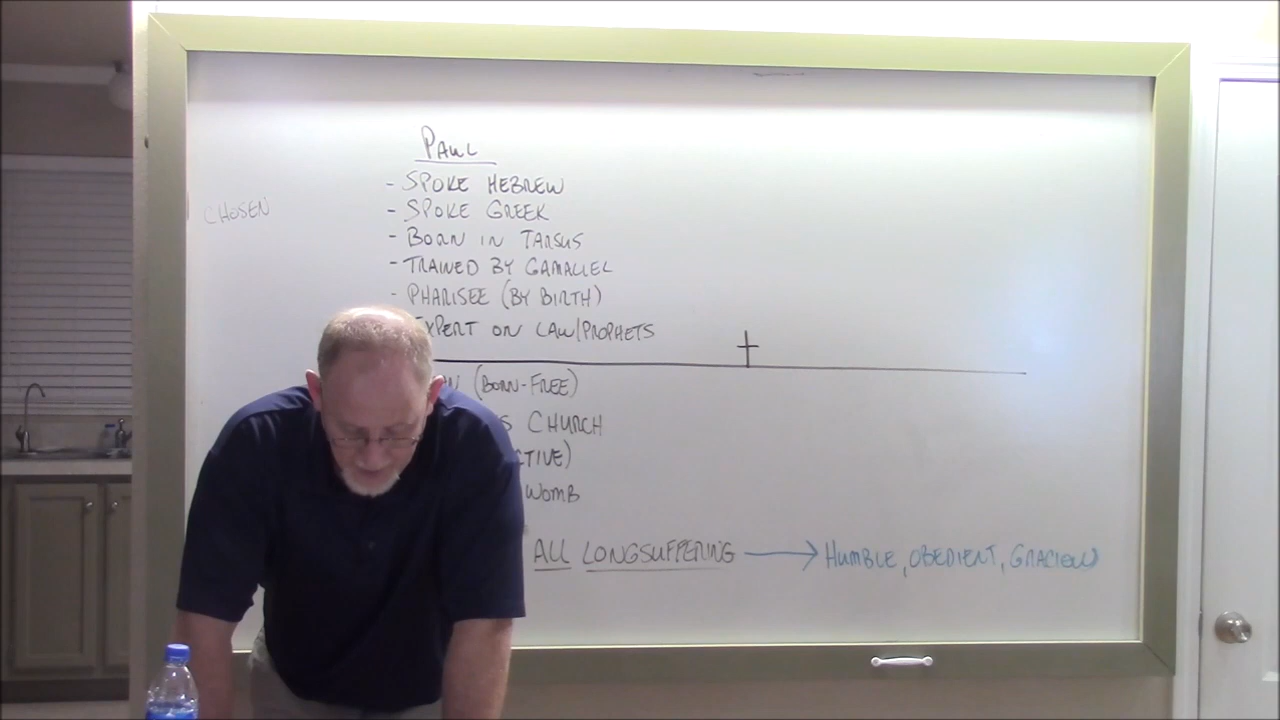 PAUL
- SPOKE HEBREW
CHOSEN
- SPOKE GREEK
- BORN IN TARSUS
- TRAINED BY GAMALIEL
- PHARISEE (BY BIRTH)
EXPERT ON LAW/PROPHETS
(BORN-FREE)
CHURCH
WOMB
ALL LONGSUFFERING → HUMBLE, OBEDIENT, GRACIOUS